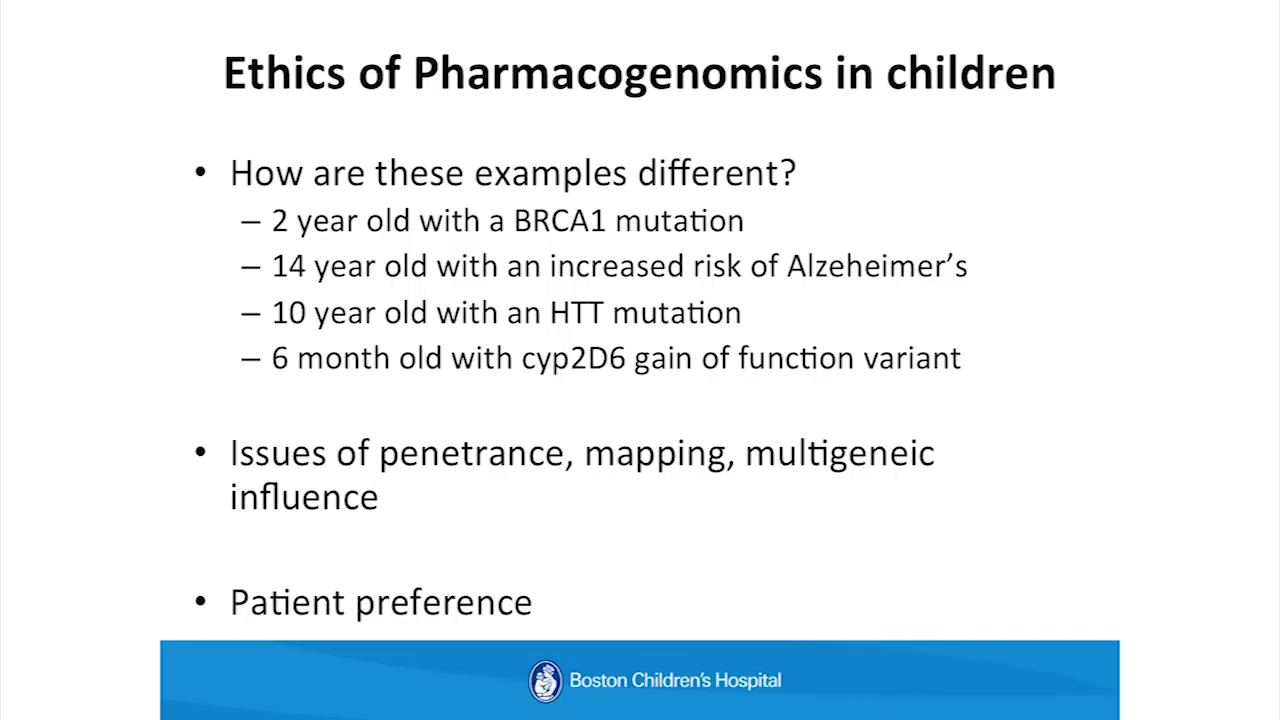 Ethics of Pharmacogenomics in children
• How are these examples different?
– 2 year old with a BRCA1 mutation
– 14 year old with an increased risk of Alzeheimer's
– 10 year old with an HTT mutation
– 6 month old with cyp2D6 gain of function variant
• Issues of penetrance, mapping, multigeneic
influence
• Patient preference
Boston Children's Hospital